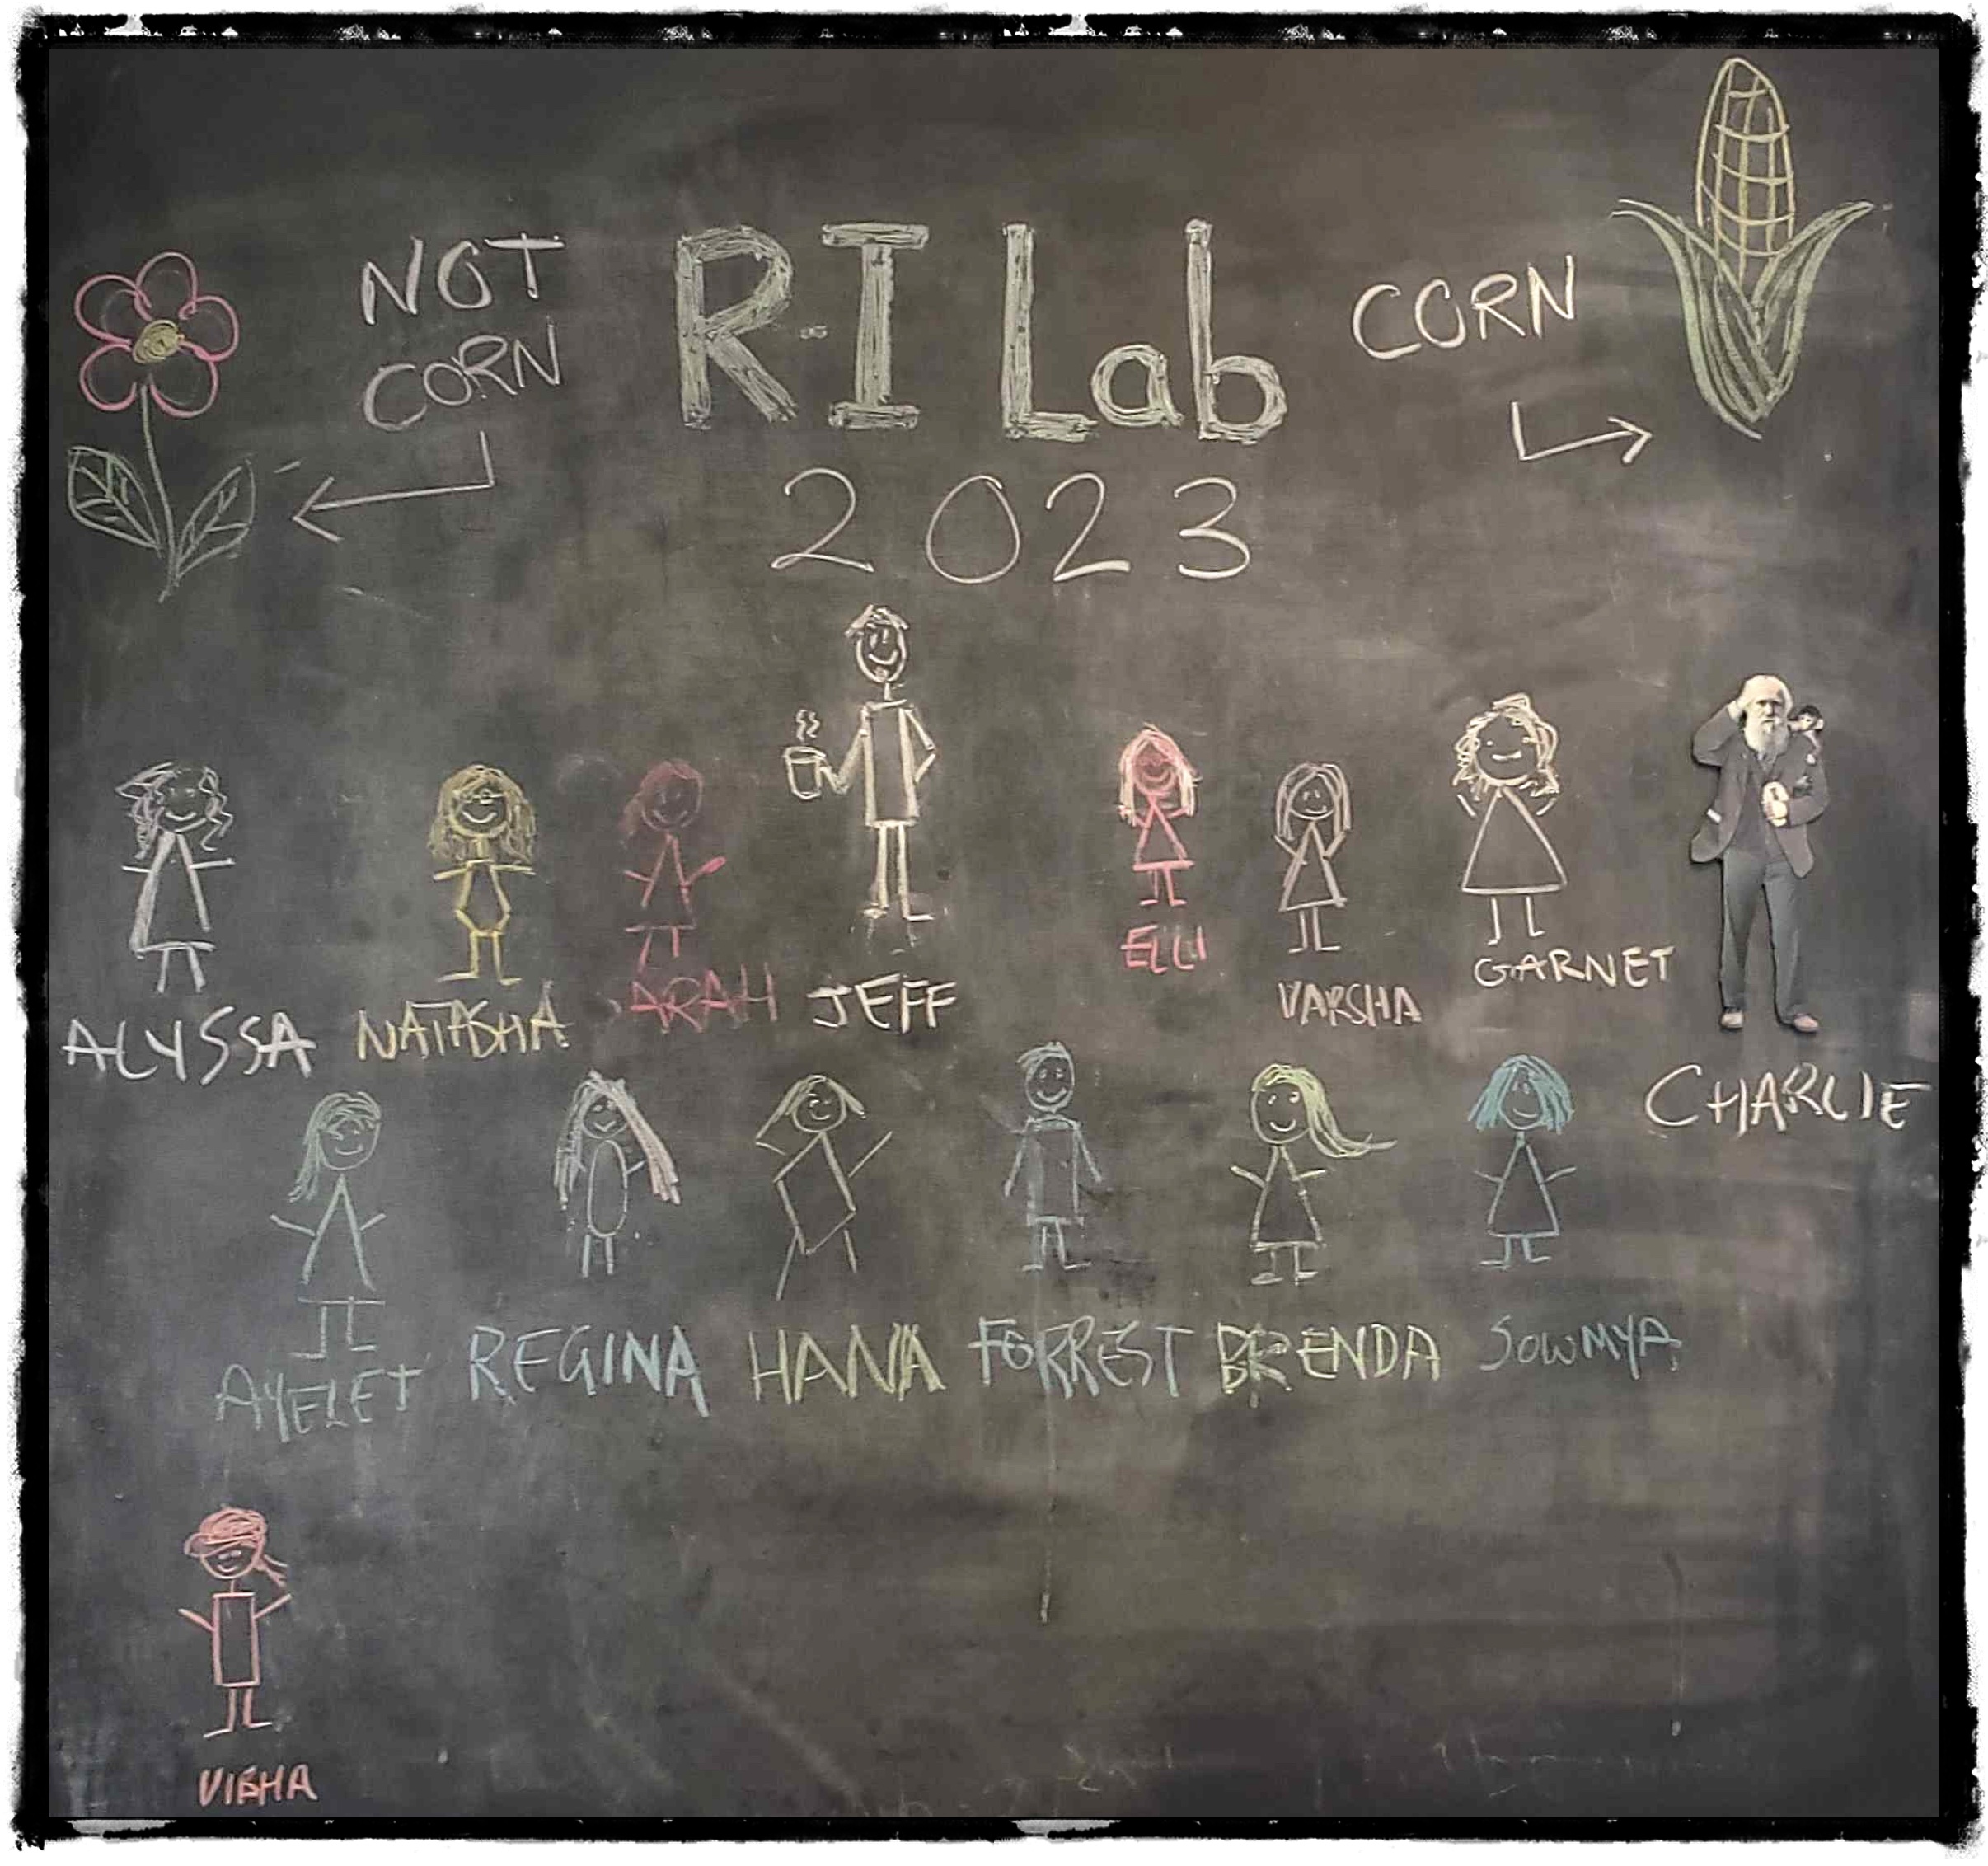 NOT
CORN
RI Lab
CORN
2023
ALYSSA
NATASHA
ARAH
JEFF
ELLI
VARSHA
GARNET
CHARLIE
AYELET
REGINA
HANA
FORREST
BRENDA
SOWMYA
VIBHA